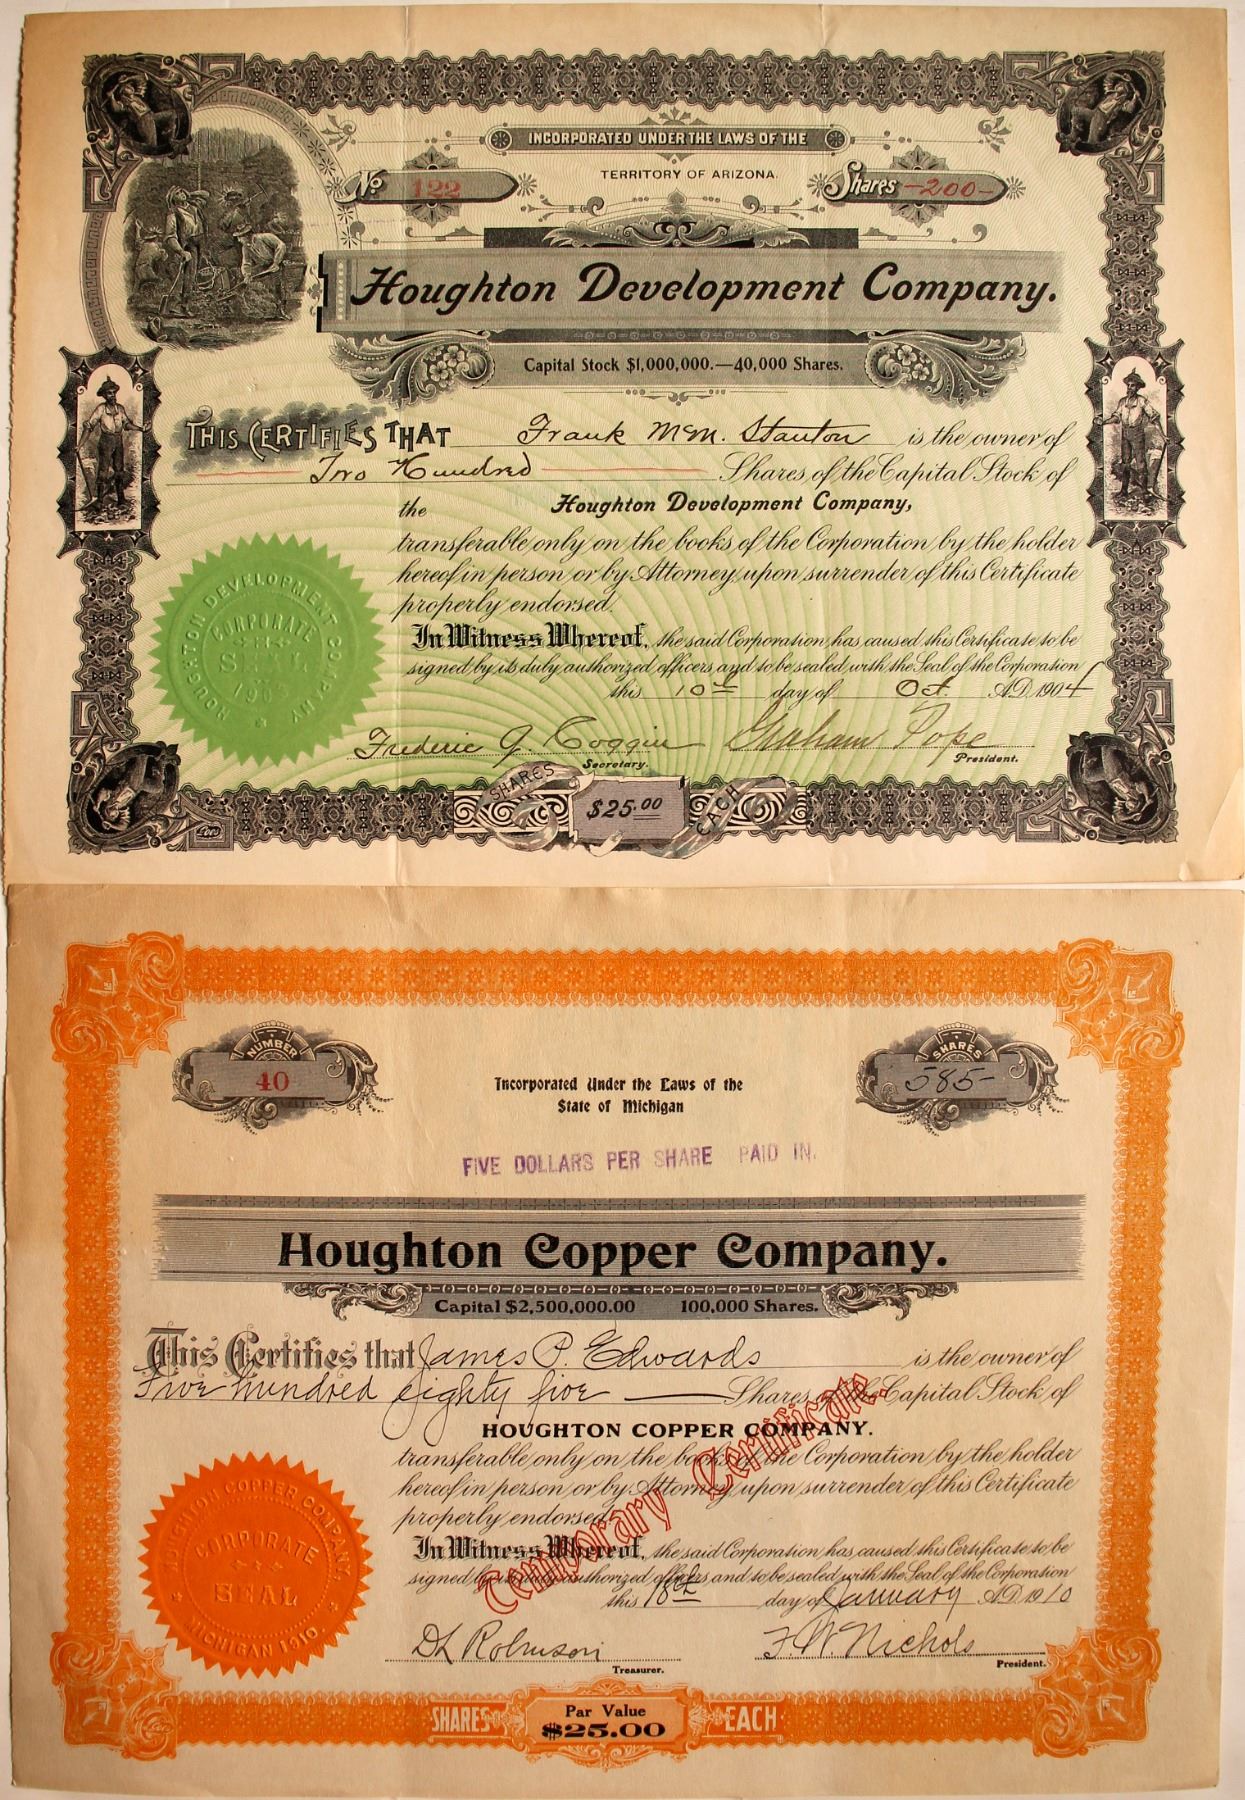 INCORPORATED UNDER THE LAWS OF THE
TERRITORY OF ARIZONA.
No. 122
Shares -200-
Houghton Development Company.
Capital Stock $1,000,000.—40,000 Shares.
THIS CERTIFIES THAT Frank McM. Stanton is the owner of
Two Hundred Shares of the Capital Stock of
the Houghton Development Company,
transferable only on the books of the Corporation by the holder
hereof in person or by Attorney upon surrender of this Certificate
properly endorsed.
In Witness Whereof, the said Corporation has caused this Certificate to be
signed by its duly authorized officers and to be sealed with the Seal of the Corporation
this 10th day of Oct. A.D. 1904
HOUGHTON DEVELOPMENT COMPANY
CORPORATE
SEAL
Frederic J. Coggin
Secretary.
Graham Pope
President.
SHARES $25.00 EACH
NUMBER
40
SHARES
585-
Incorporated Under the Laws of the
State of Michigan
FIVE DOLLARS PER SHARE PAID IN.
Houghton Copper Company.
Capital $2,500,000.00 100,000 Shares.
This Certifies that James P. Edwards is the owner of
Five hundred eighty five Shares of the Capital Stock of
HOUGHTON COPPER COMPANY.
transferable only on the books of the Corporation by the holder
hereof in person or by Attorney upon surrender of this Certificate
properly endorsed.
In Witness Whereof, the said Corporation has caused this Certificate to be
signed by its duly authorized officers and to be sealed with the Seal of the Corporation
this 18th day of January A.D. 1910
Temporary Certificate.
HOUGHTON COPPER COMPANY.
CORPORATE
SEAL
MICHIGAN 1910.
D L Robinson
Treasurer.
F. W. Nichols
President.
SHARES
Par Value
$25.00
EACH